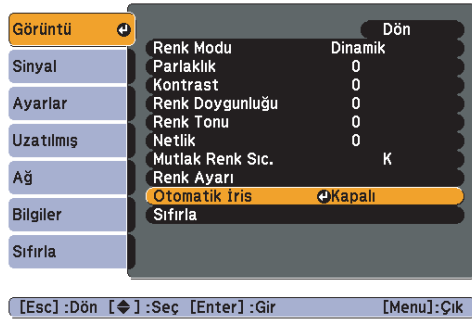 Görüntü
Sinyal
Ayarlar
Uzatılmış
Ağ
Bilgiler
Sıfırla
Dön
Renk Modu Dinamik
Parlaklık 0
Kontrast 0
Renk Doygunluğu 0
Renk Tonu 0
Netlik 0
Mutlak Renk Sıc. K
Renk Ayarı
Otomatik İris Kapalı
Sıfırla
[Esc] :Dön [◆] :Seç [Enter] :Gir [Menu]:Çık